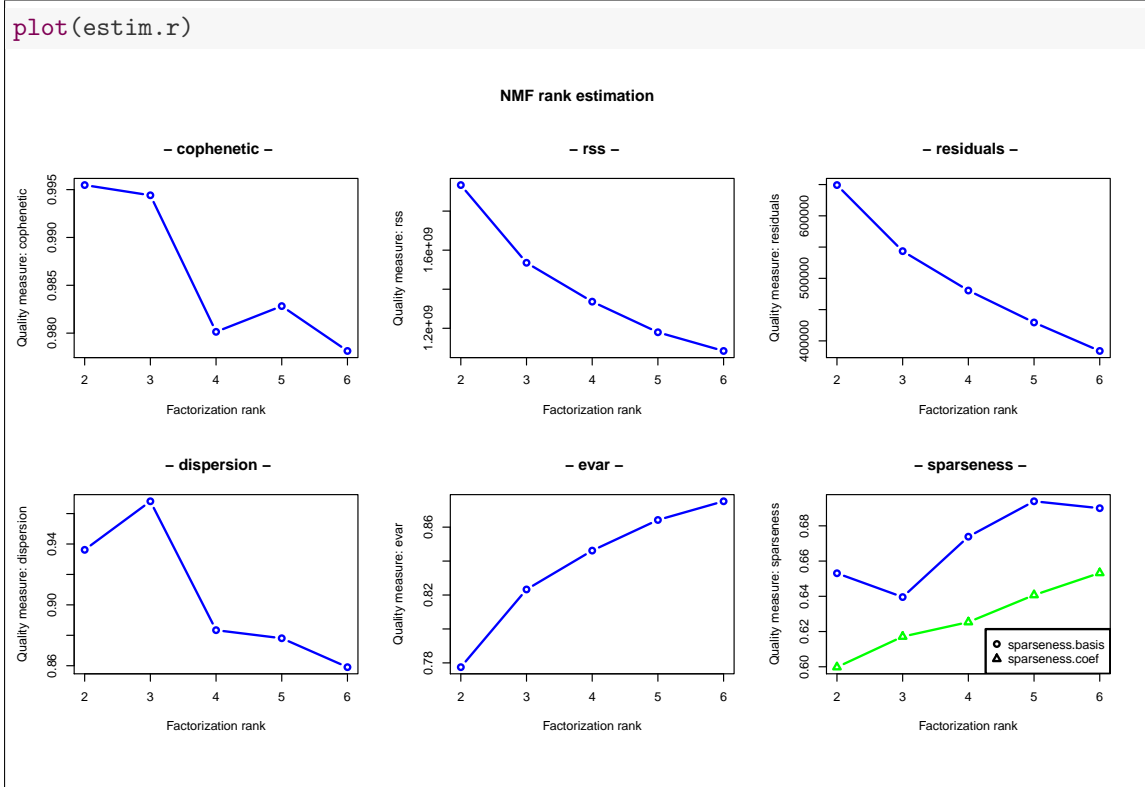 plot(estim.r)
NMF rank estimation
– cophenetic –
Quality measure: cophenetic
0.995
0.990
0.985
0.980
2 3 4 5 6
Factorization rank
– rss –
Quality measure: rss
1.6e+09
1.2e+09
2 3 4 5 6
Factorization rank
– residuals –
Quality measure: residuals
600000
500000
400000
2 3 4 5 6
Factorization rank
– dispersion –
Quality measure: dispersion
0.94
0.90
0.86
2 3 4 5 6
Factorization rank
– evar –
Quality measure: evar
0.86
0.82
0.78
2 3 4 5 6
Factorization rank
– sparseness –
Quality measure: sparseness
0.68
0.66
0.64
0.62
0.60
sparseness.basis
sparseness.coef
2 3 4 5 6
Factorization rank